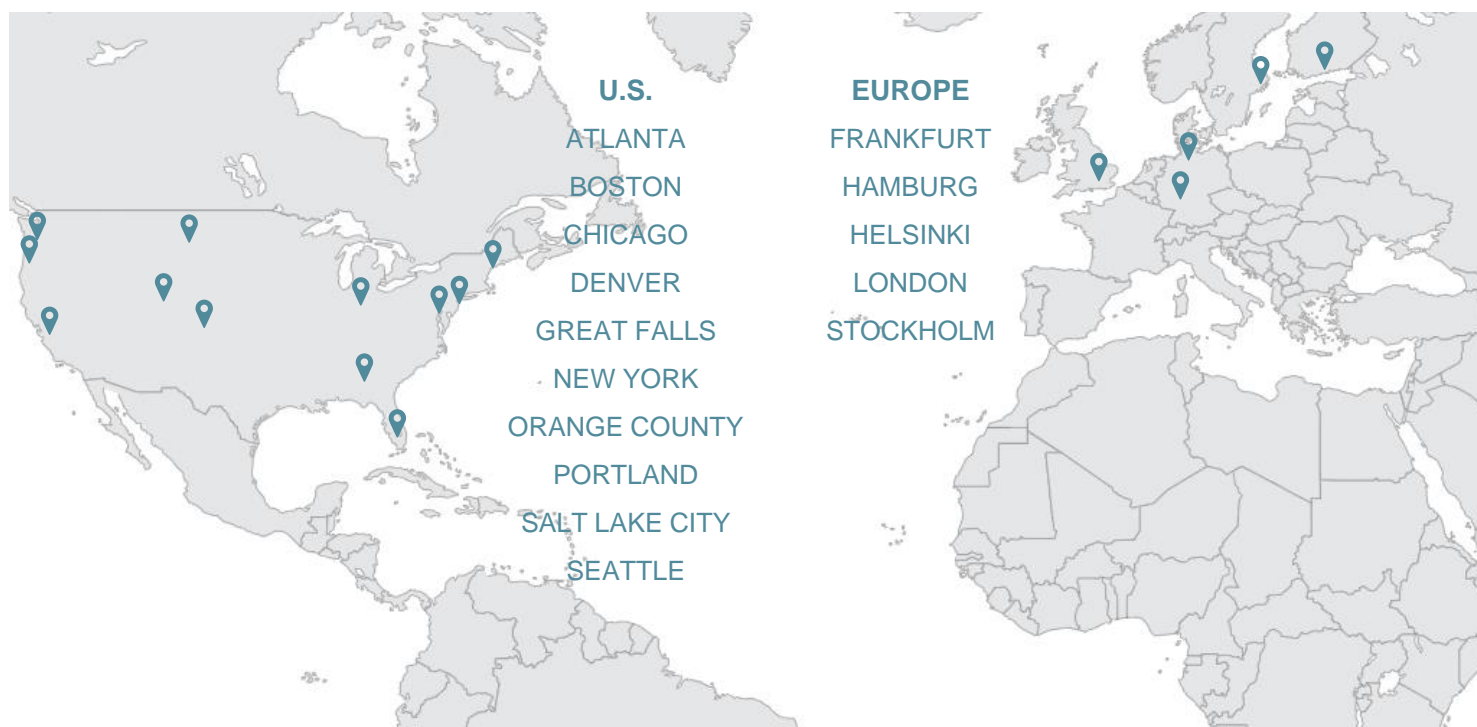 U.S.
ATLANTA
BOSTON
CHICAGO
DENVER
GREAT FALLS
NEW YORK
ORANGE COUNTY
PORTLAND
SALT LAKE CITY
SEATTLE
EUROPE
FRANKFURT
HAMBURG
HELSINKI
LONDON
STOCKHOLM